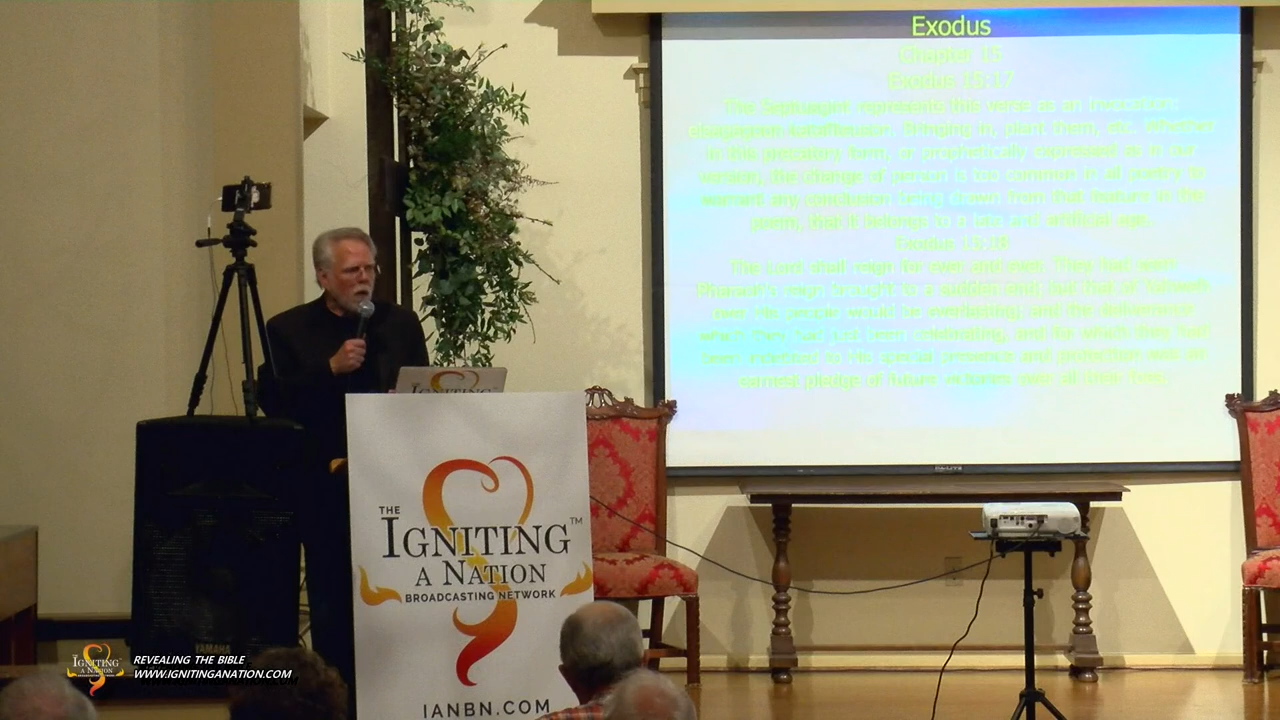 Exodus
Chapter 15
Exodus 15:17
The Septuagint represents this verse as an invocation:
Bringing in, plant them, etc. Whether
in this precatory form, or prophetically expressed as in our
version, the change of person is too common in all poetry to
warrant any conclusion being drawn from that feature in the
poem, that it belongs to a late and artificial age.
Exodus 15:18
The Lord shall reign for ever and ever. They had seen
Pharaoh's reign brought to a sudden end; but that of Yahweh
over His people would be everlasting; and the deliverance
which they had just been celebrating, and for which they had
been indebted to His special presence and protection was an
earnest pledge of future victories over all their foes.
IGNITING
THE
IGNITING™
A NATION
BROADCASTING NETWORK
IANBN.COM
YAMAHA
IGNITING
A NATION
BROADCASTING NETWORK
REVEALING THE BIBLE
WWW.IGNITINGANATION.COM